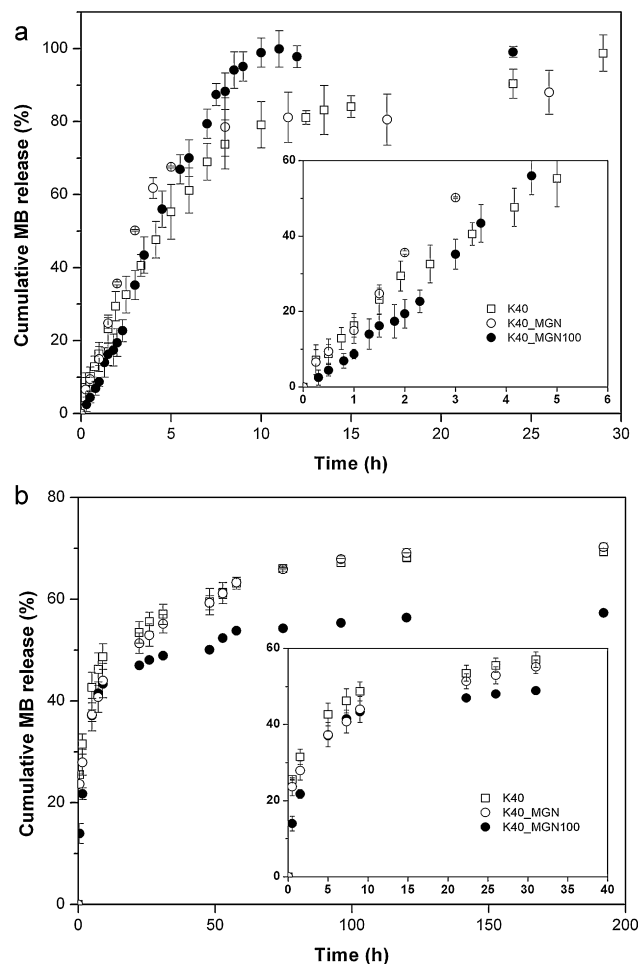 a
Cumulative MB release (%)
100
80
60
40
20
0
0 5 10 15 20 25 30
Time (h)
60
40
20
0
0 1 2 3 4 5 6
K40
K40_MGN
K40_MGN100
b
Cumulative MB release (%)
80
60
40
20
0
0 50 100 150 200
Time (h)
60
40
20
0
0 5 10 15 20 25 30 35 40
K40
K40_MGN
K40_MGN100